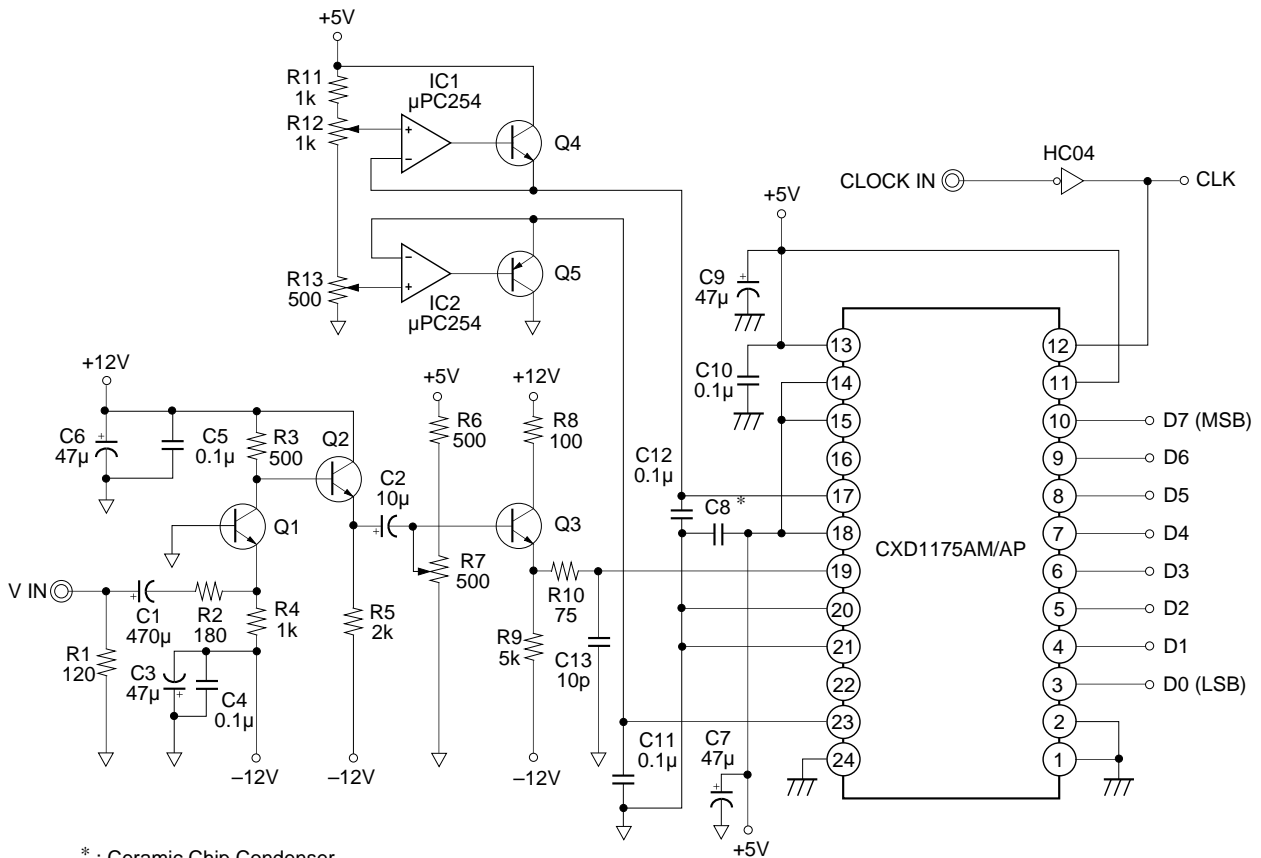 +5V
R11
1k
R12
1k
IC1
µPC254
Q4
HC04
CLOCK IN
CLK
+5V
R13
500
IC2
µPC254
Q5
C9
+
47µ
+12V
+5V
+12V
C10
0.1µ
13
12
14
11
15
10
D7 (MSB)
16
9
D6
17
8
D5
18
7
D4
19
6
D3
20
5
D2
21
4
D1
22
3
D0 (LSB)
23
2
24
1
CXD1175AM/AP
C6
+
47µ
C5
0.1µ
R3
500
Q2
C2
10µ
+
R6
500
R8
100
C12
0.1µ
C8 *
Q1
Q3
R7
500
V IN
+
C1
470µ
R2
180
R4
1k
R5
2k
R10
75
R9
5k
C13
10p
R1
120
C3
47µ
+
C4
0.1µ
C11
0.1µ
C7
47µ
+
–12V
–12V
–12V
+5V
* : Ceramic Chip Condenser